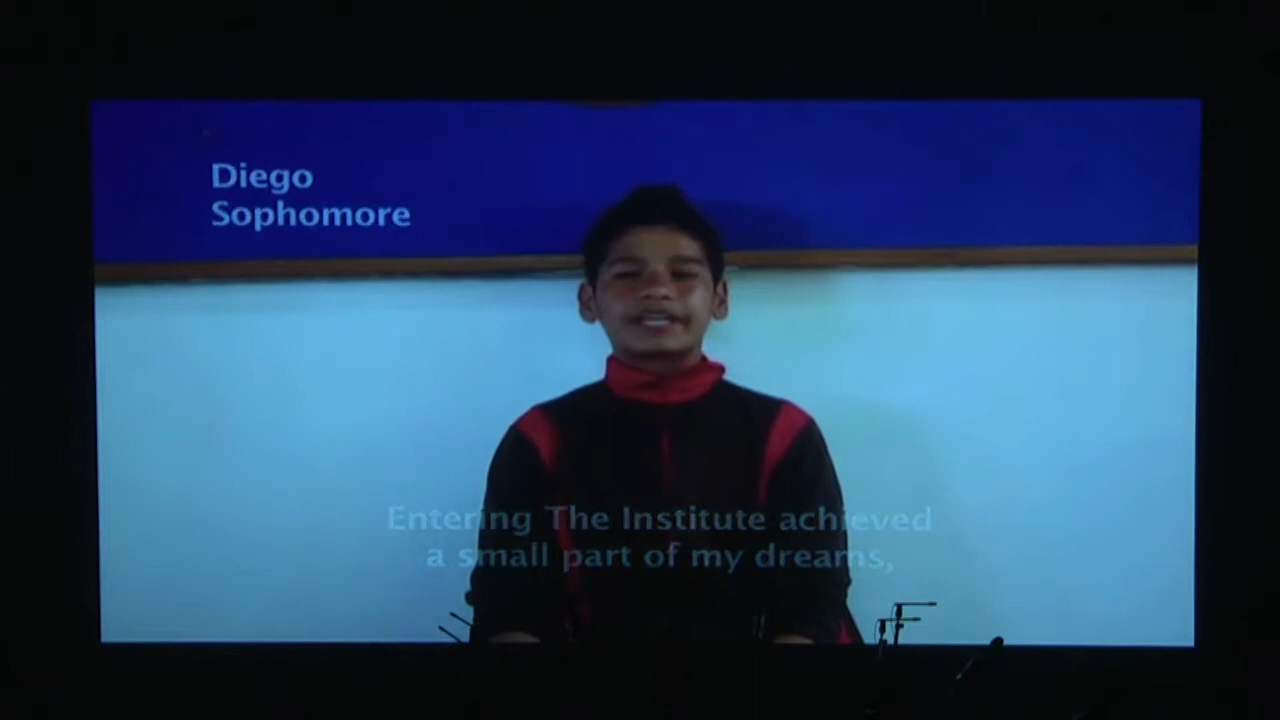 Diego
Sophomore
Entering The Institute achieved
a small part of my dreams,